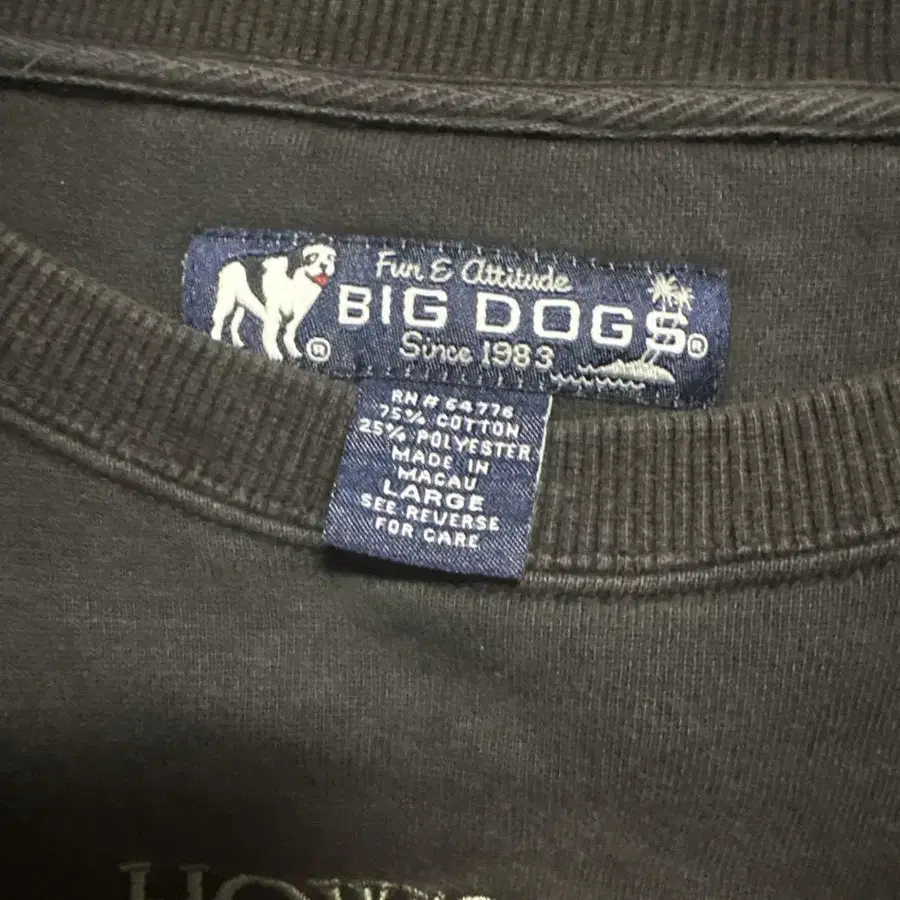 Fun & Attitude
BIG DOGS®
®
Since 1983
RN # 64776
75% COTTON
25% POLYESTER
MADE IN
MACAU
LARGE
SEE REVERSE
FOR CARE